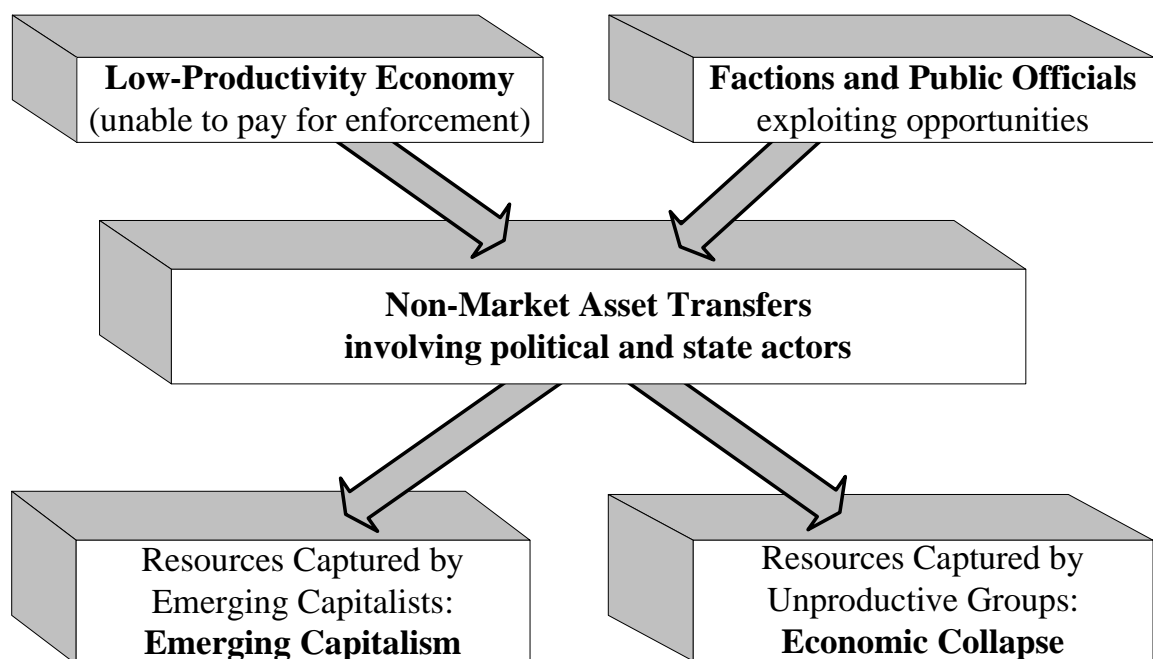 Low-Productivity Economy
(unable to pay for enforcement)
Factions and Public Officials
exploiting opportunities
Non-Market Asset Transfers
involving political and state actors
Resources Captured by
Emerging Capitalists:
Emerging Capitalism
Resources Captured by
Unproductive Groups:
Economic Collapse